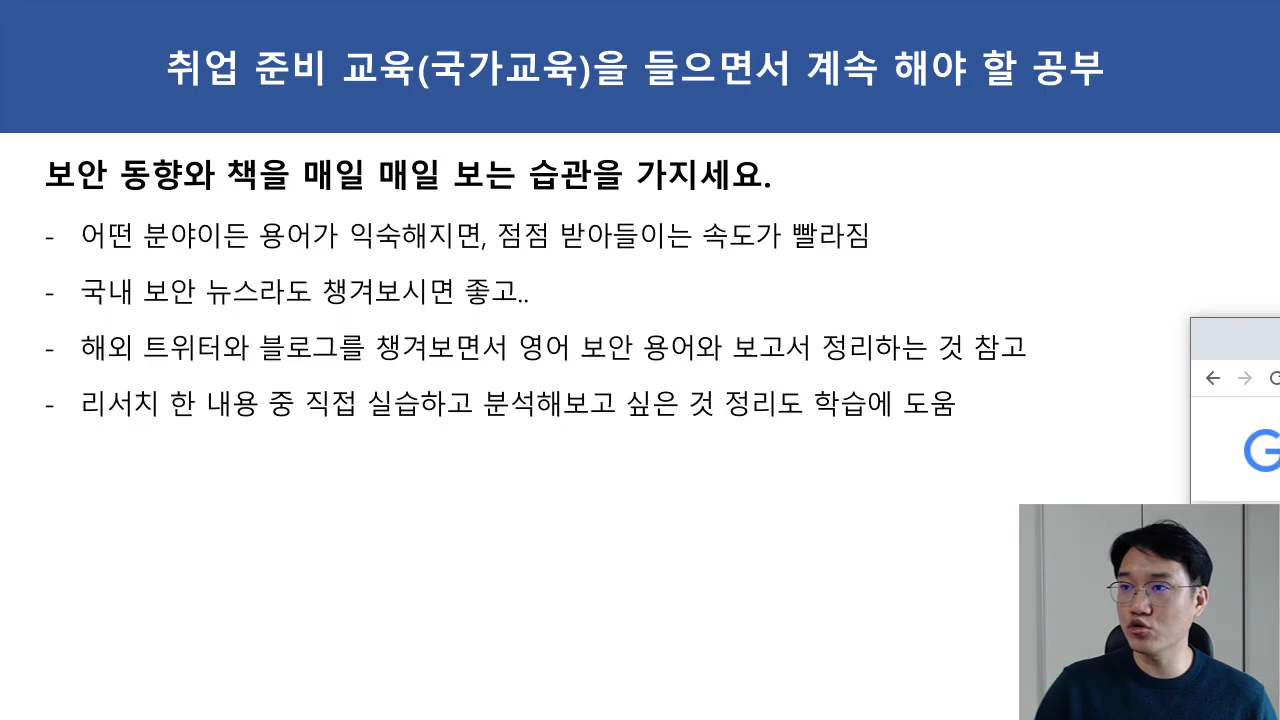 취업 준비 교육(국가교육)을 들으면서 계속 해야 할 공부
보안 동향와 책을 매일 매일 보는 습관을 가지세요.
- 어떤 분야이든 용어가 익숙해지면, 점점 받아들이는 속도가 빨라짐
- 국내 보안 뉴스라도 챙겨보시면 좋고..
- 해외 트위터와 블로그를 챙겨보면서 영어 보안 용어와 보고서 정리하는 것 참고
- 리서치 한 내용 중 직접 실습하고 분석해보고 싶은 것 정리도 학습에 도움
G